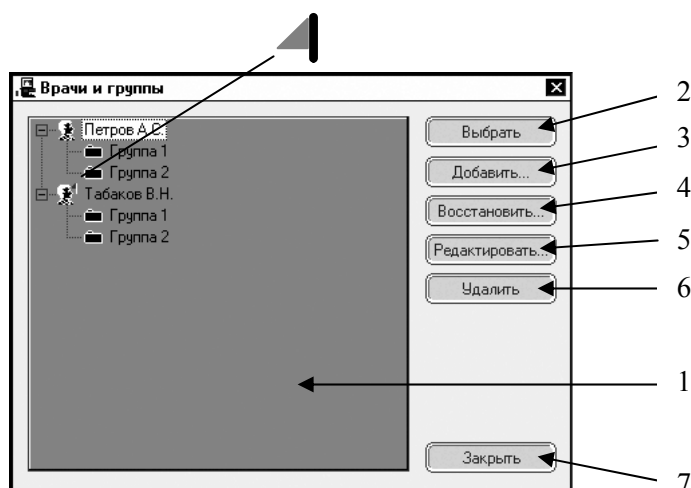 Врачи и группы
Петров А.С.
Группа 1
Группа 2
Табаков В.Н.
Группа 1
Группа 2
Выбрать
Добавить...
Восстановить...
Редактировать...
Удалить
Закрыть
2
3
4
5
6
1
7